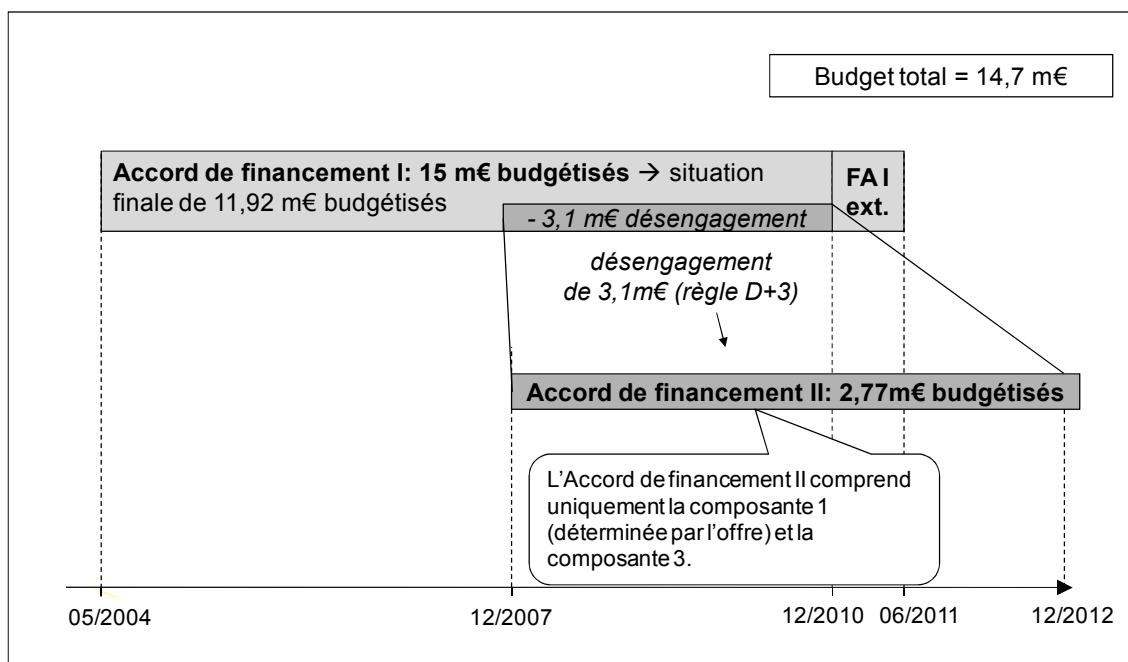 Budget total = 14,7 m€
Accord de financement I: 15 m€ budgétisés → situation
finale de 11,92 m€ budgétisés
FA I
ext.
- 3,1 m€ désengagement
désengagement
de 3,1m€ (règle D+3)
Accord de financement II: 2,77m€ budgétisés
L'Accord de financement II comprend
uniquement la composante 1
(déterminée par l'offre) et la
composante 3.
05/2004
12/2007
12/2010
06/2011
12/2012